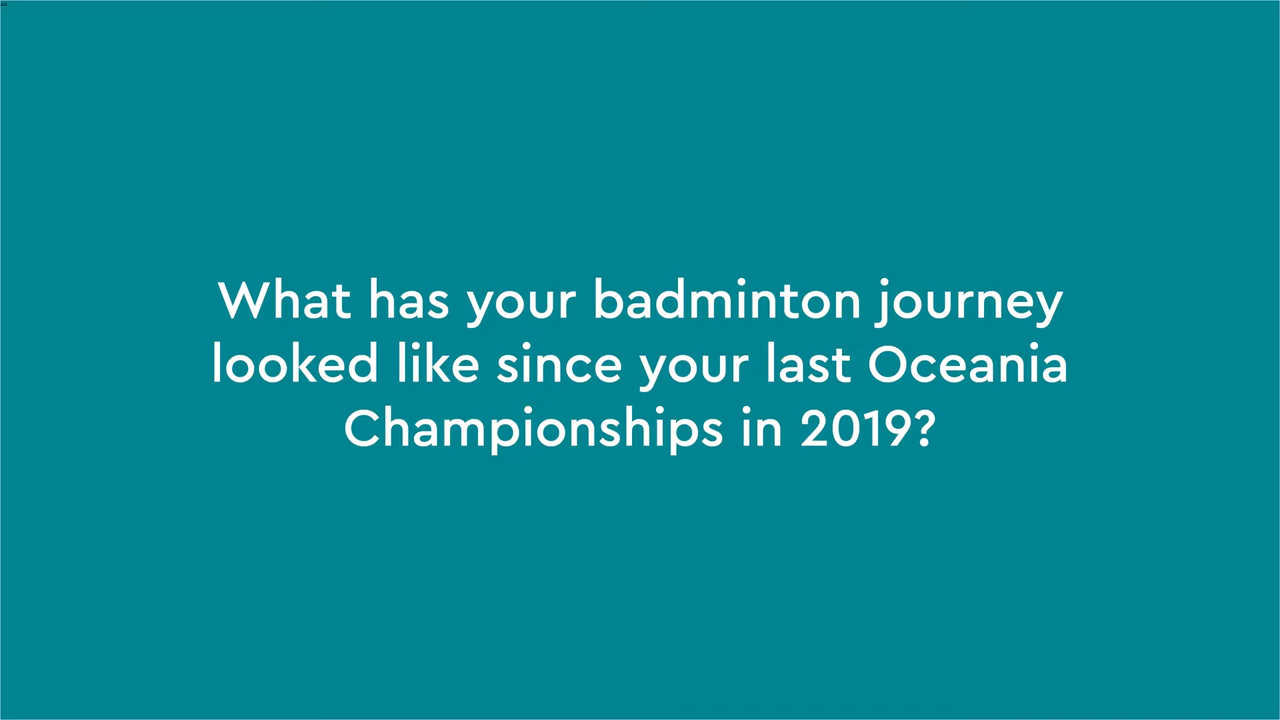 What has your badminton journey
looked like since your last Oceania
Championships in 2019?